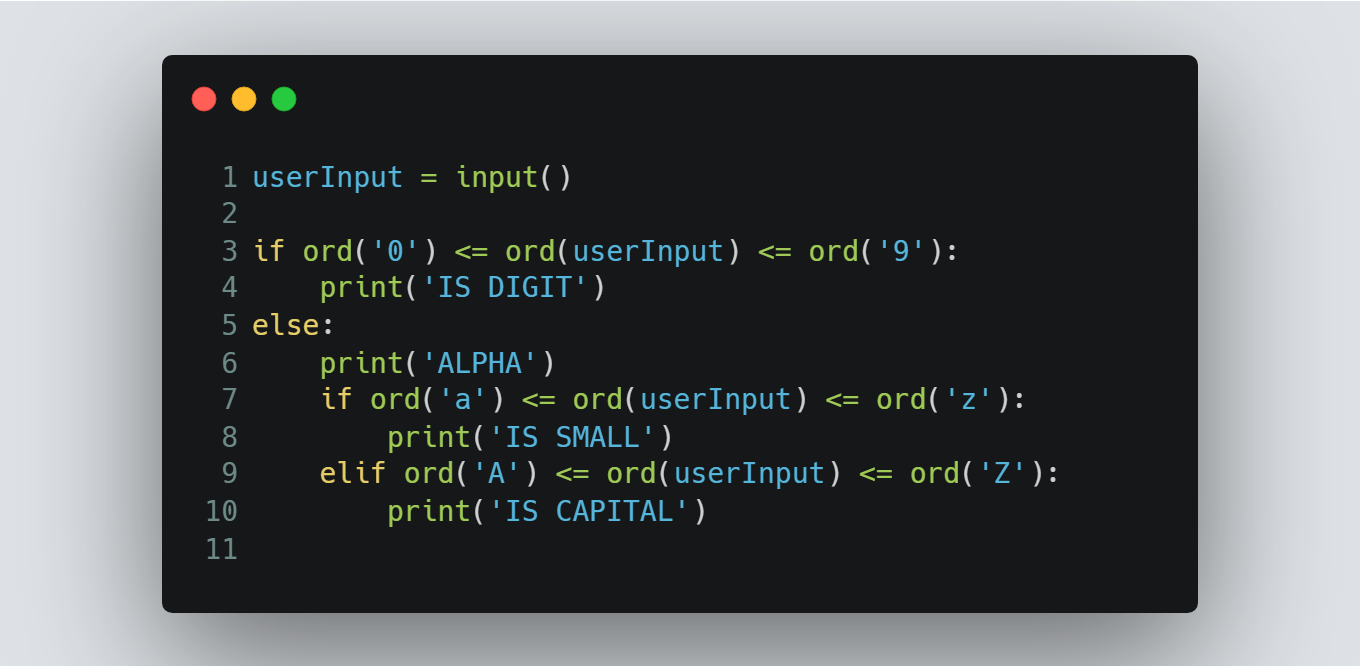 1 userInput = input()
2
3 if ord('0') <= ord(userInput) <= ord('9'):
4     print('IS DIGIT')
5 else:
6     print('ALPHA')
7     if ord('a') <= ord(userInput) <= ord('z'):
8         print('IS SMALL')
9     elif ord('A') <= ord(userInput) <= ord('Z'):
10         print('IS CAPITAL')
11